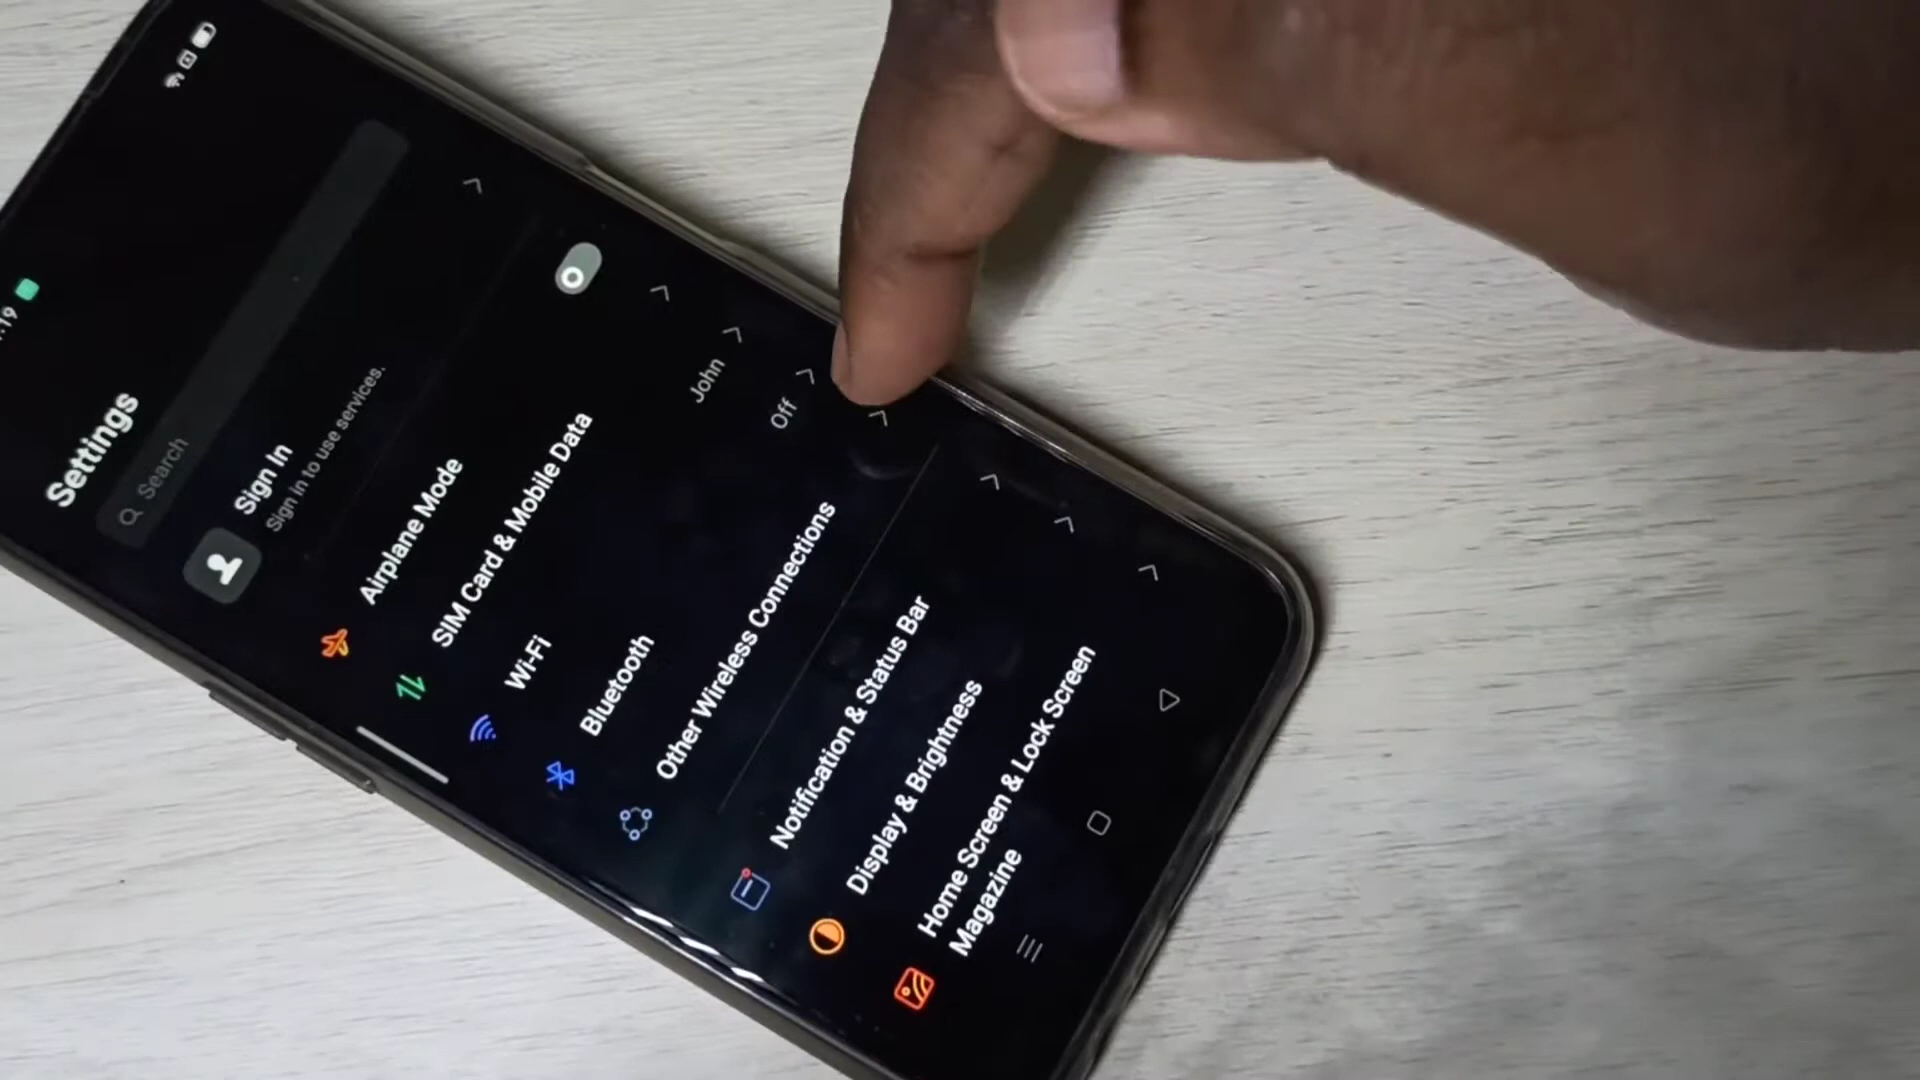 :19
Settings
Search
Sign In
Sign in to use services.
Airplane Mode
SIM Card & Mobile Data
Wi-Fi
John
Bluetooth
Off
Other Wireless Connections
Notification & Status Bar
Display & Brightness
Home Screen & Lock Screen
Magazine